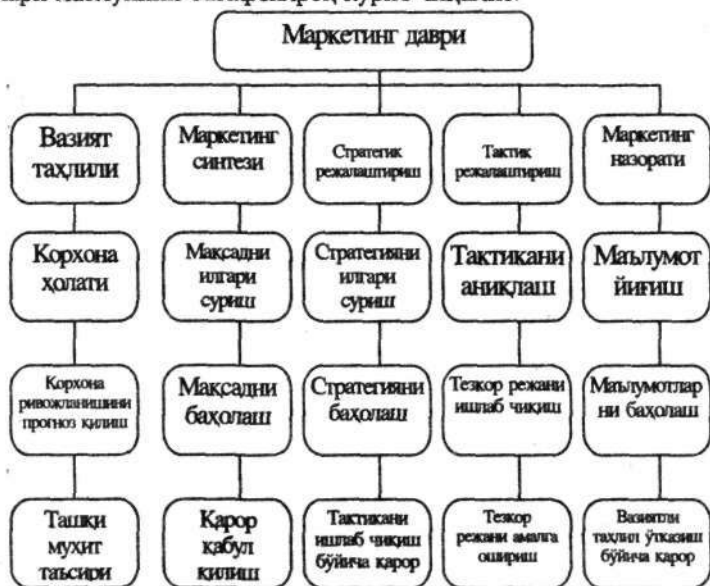 Маркетинг даври
Вазият
таҳлили
Маркетинг
синтези
Стратегик
режалаштириш
Тактик
режалаштириш
Маркетинг
назорати
Корхона
ҳолати
Мақсадни
илгари
суриш
Стратегияни
илгари
суриш
Тактикани
аниқлаш
Маълумот
йиғиш
Корхона
ривожланишини
прогноз қилиш
Мақсадни
баҳолаш
Стратегияни
баҳолаш
Тезкор режани
ишлаб чиқиш
Маълумотлар
ни баҳолаш
Ташқи
муҳит
таъсири
Қарор
қабул
қилиш
Тактикани
ишлаб чиқиш
бўйича қарор
Тезкор
режани амалга
ошириш
Вазиятли
таҳлил ўтказиш
бўйича қарор